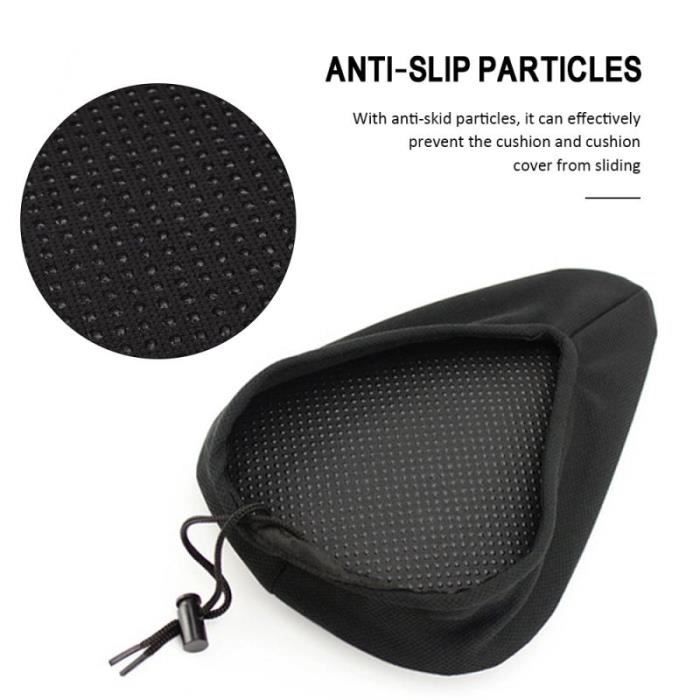 ANTI-SLIP PARTICLES
With anti-skid particles, it can effectively
prevent the cushion and cushion
cover from sliding